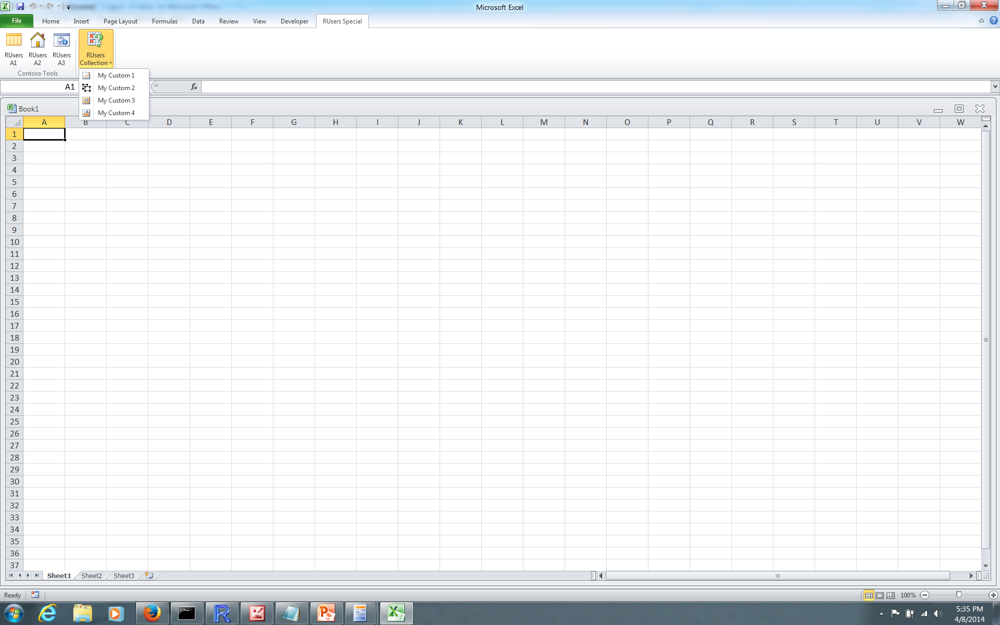 Microsoft Excel
File Home Insert Page Layout Formulas Data Review View Developer RUsers Special
RUsers A1
RUsers A2
RUsers A3
RUsers Collection
Contoso Tools
My Custom 1
My Custom 2
My Custom 3
My Custom 4
A1 fx
Book1
A B C D E F G H I J K L M N O P Q R S T U V W
1
2
3
4
5
6
7
8
9
10
11
12
13
14
15
16
17
18
19
20
21
22
23
24
25
26
27
28
29
30
31
32
33
34
35
36
37
Sheet1 Sheet2 Sheet3
Ready 100%
5:35 PM
4/8/2014